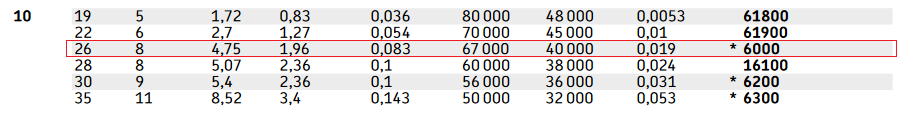 10 19 5 1,72 0,83 0,036 80 000 48 000 0,0053 61800
22 6 2,7 1,27 0,054 70 000 45 000 0,01 61900
26 8 4,75 1,96 0,083 67 000 40 000 0,019 * 6000
28 8 5,07 2,36 0,1 60 000 38 000 0,024 16100
30 9 5,4 2,36 0,1 56 000 36 000 0,031 * 6200
35 11 8,52 3,4 0,143 50 000 32 000 0,053 * 6300